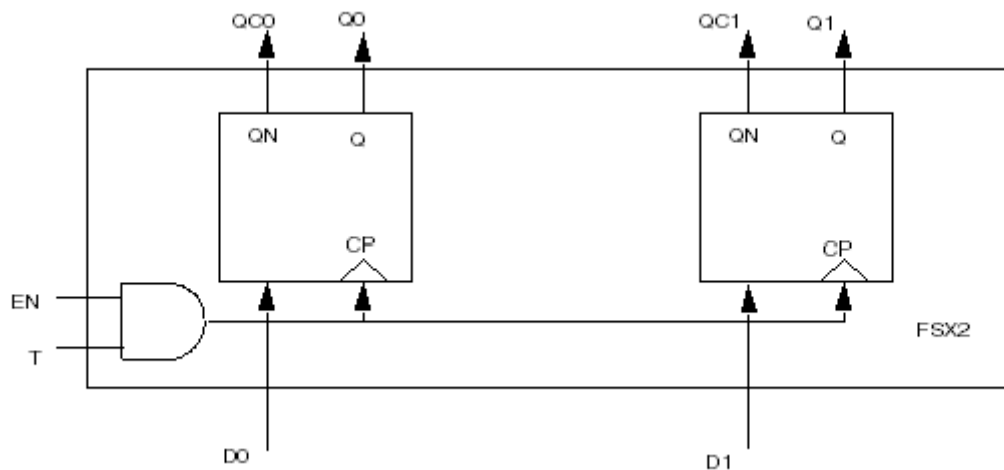 QC0 Q0 QC1 Q1
QN Q QN Q
CP CP
EN
FSX2
T
D0 D1